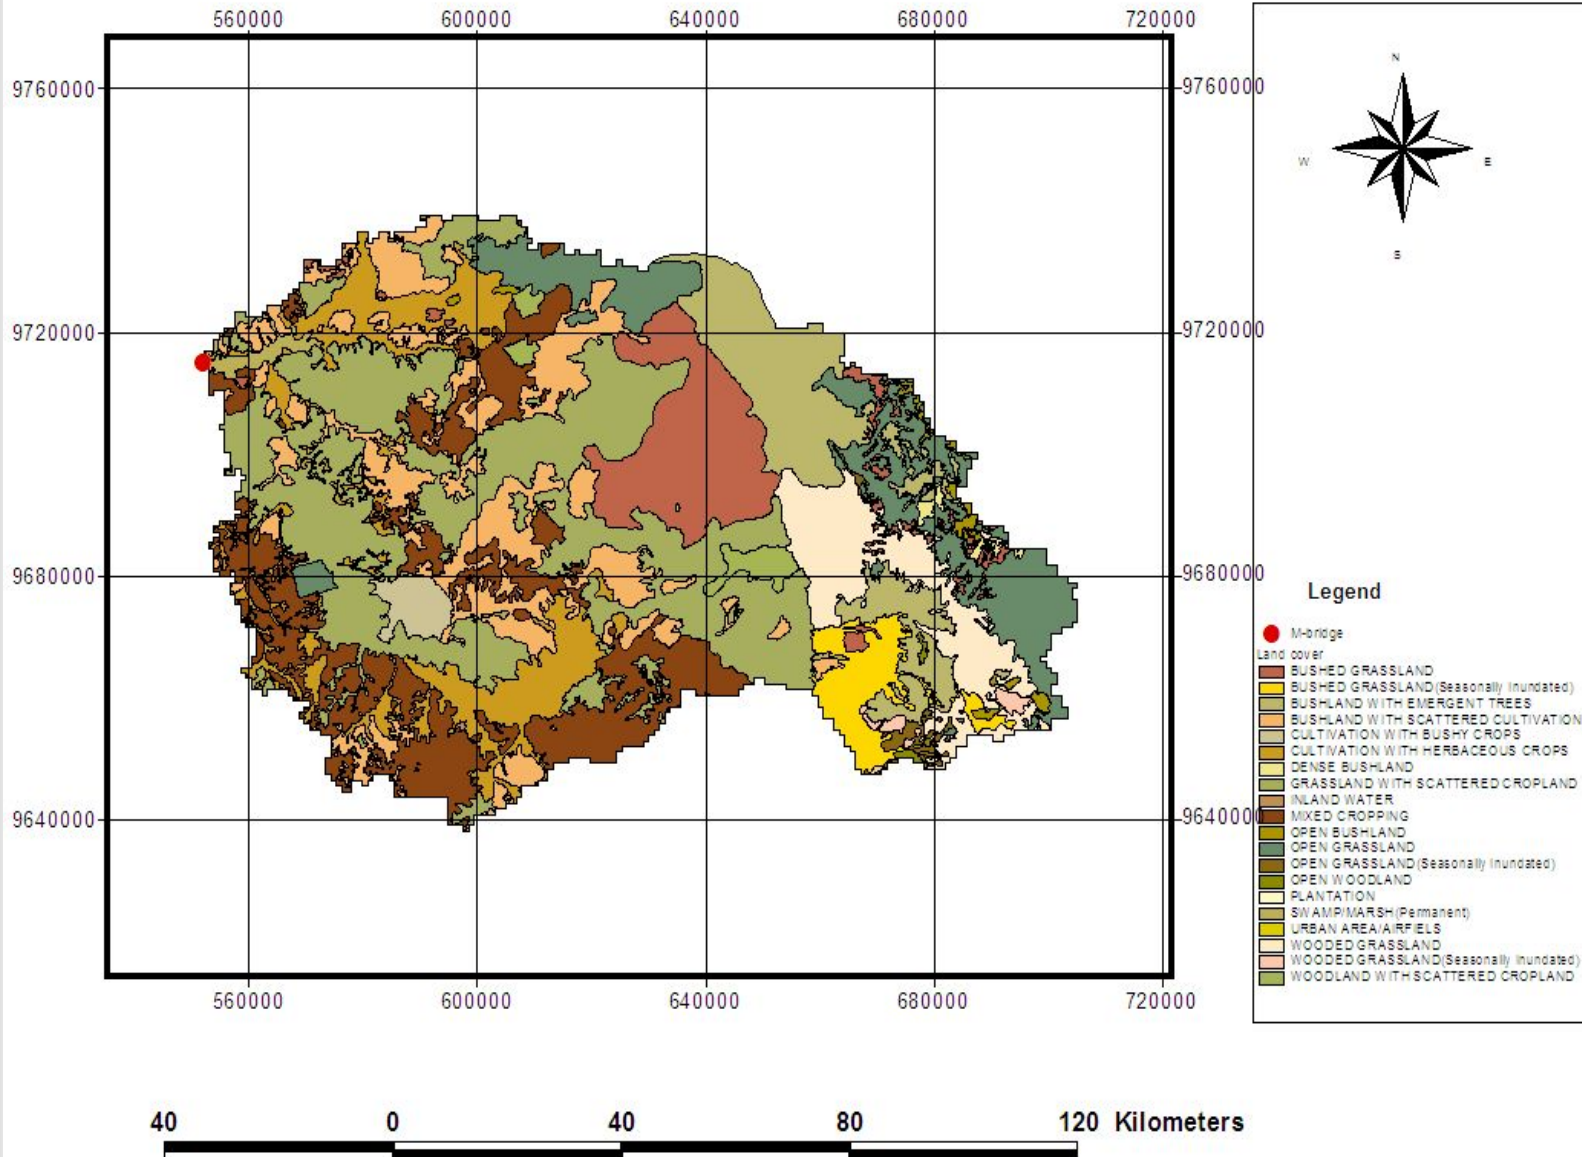 560000 600000 640000 680000 720000
9760000 9760000
9720000 9720000
9680000 9680000
9640000 9640000
560000 600000 640000 680000 720000
N
W E
S
Legend
M-bridge
Land cover
BUSHED GRASSLAND
BUSHED GRASSLAND(Seasonally Inundated)
BUSHLAND WITH EMERGENT TREES
BUSHLAND WITH SCATTERED CULTIVATION
CULTIVATION WITH BUSHY CROPS
CULTIVATION WITH HERBACEOUS CROPS
DENSE BUSHLAND
GRASSLAND WITH SCATTERED CROPLAND
INLAND WATER
MIXED CROPPING
OPEN BUSHLAND
OPEN GRASSLAND
OPEN GRASSLAND(Seasonally Inundated)
OPEN WOODLAND
PLANTATION
SWAMP/MARSH(Permanent)
URBAN AREA/AIRFIELS
WOODED GRASSLAND
WOODED GRASSLAND(Seasonally Inundated)
WOODLAND WITH SCATTERED CROPLAND
40 0 40 80 120 Kilometers